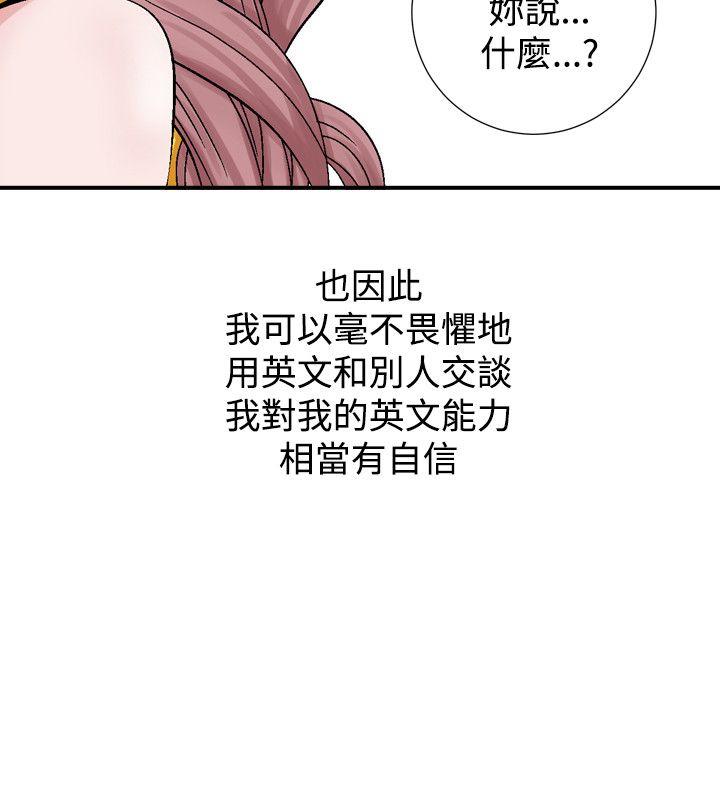 妳說…
什麼…?
也因此
我可以毫不畏懼地
用英文和別人交談
我對我的英文能力
相當有自信